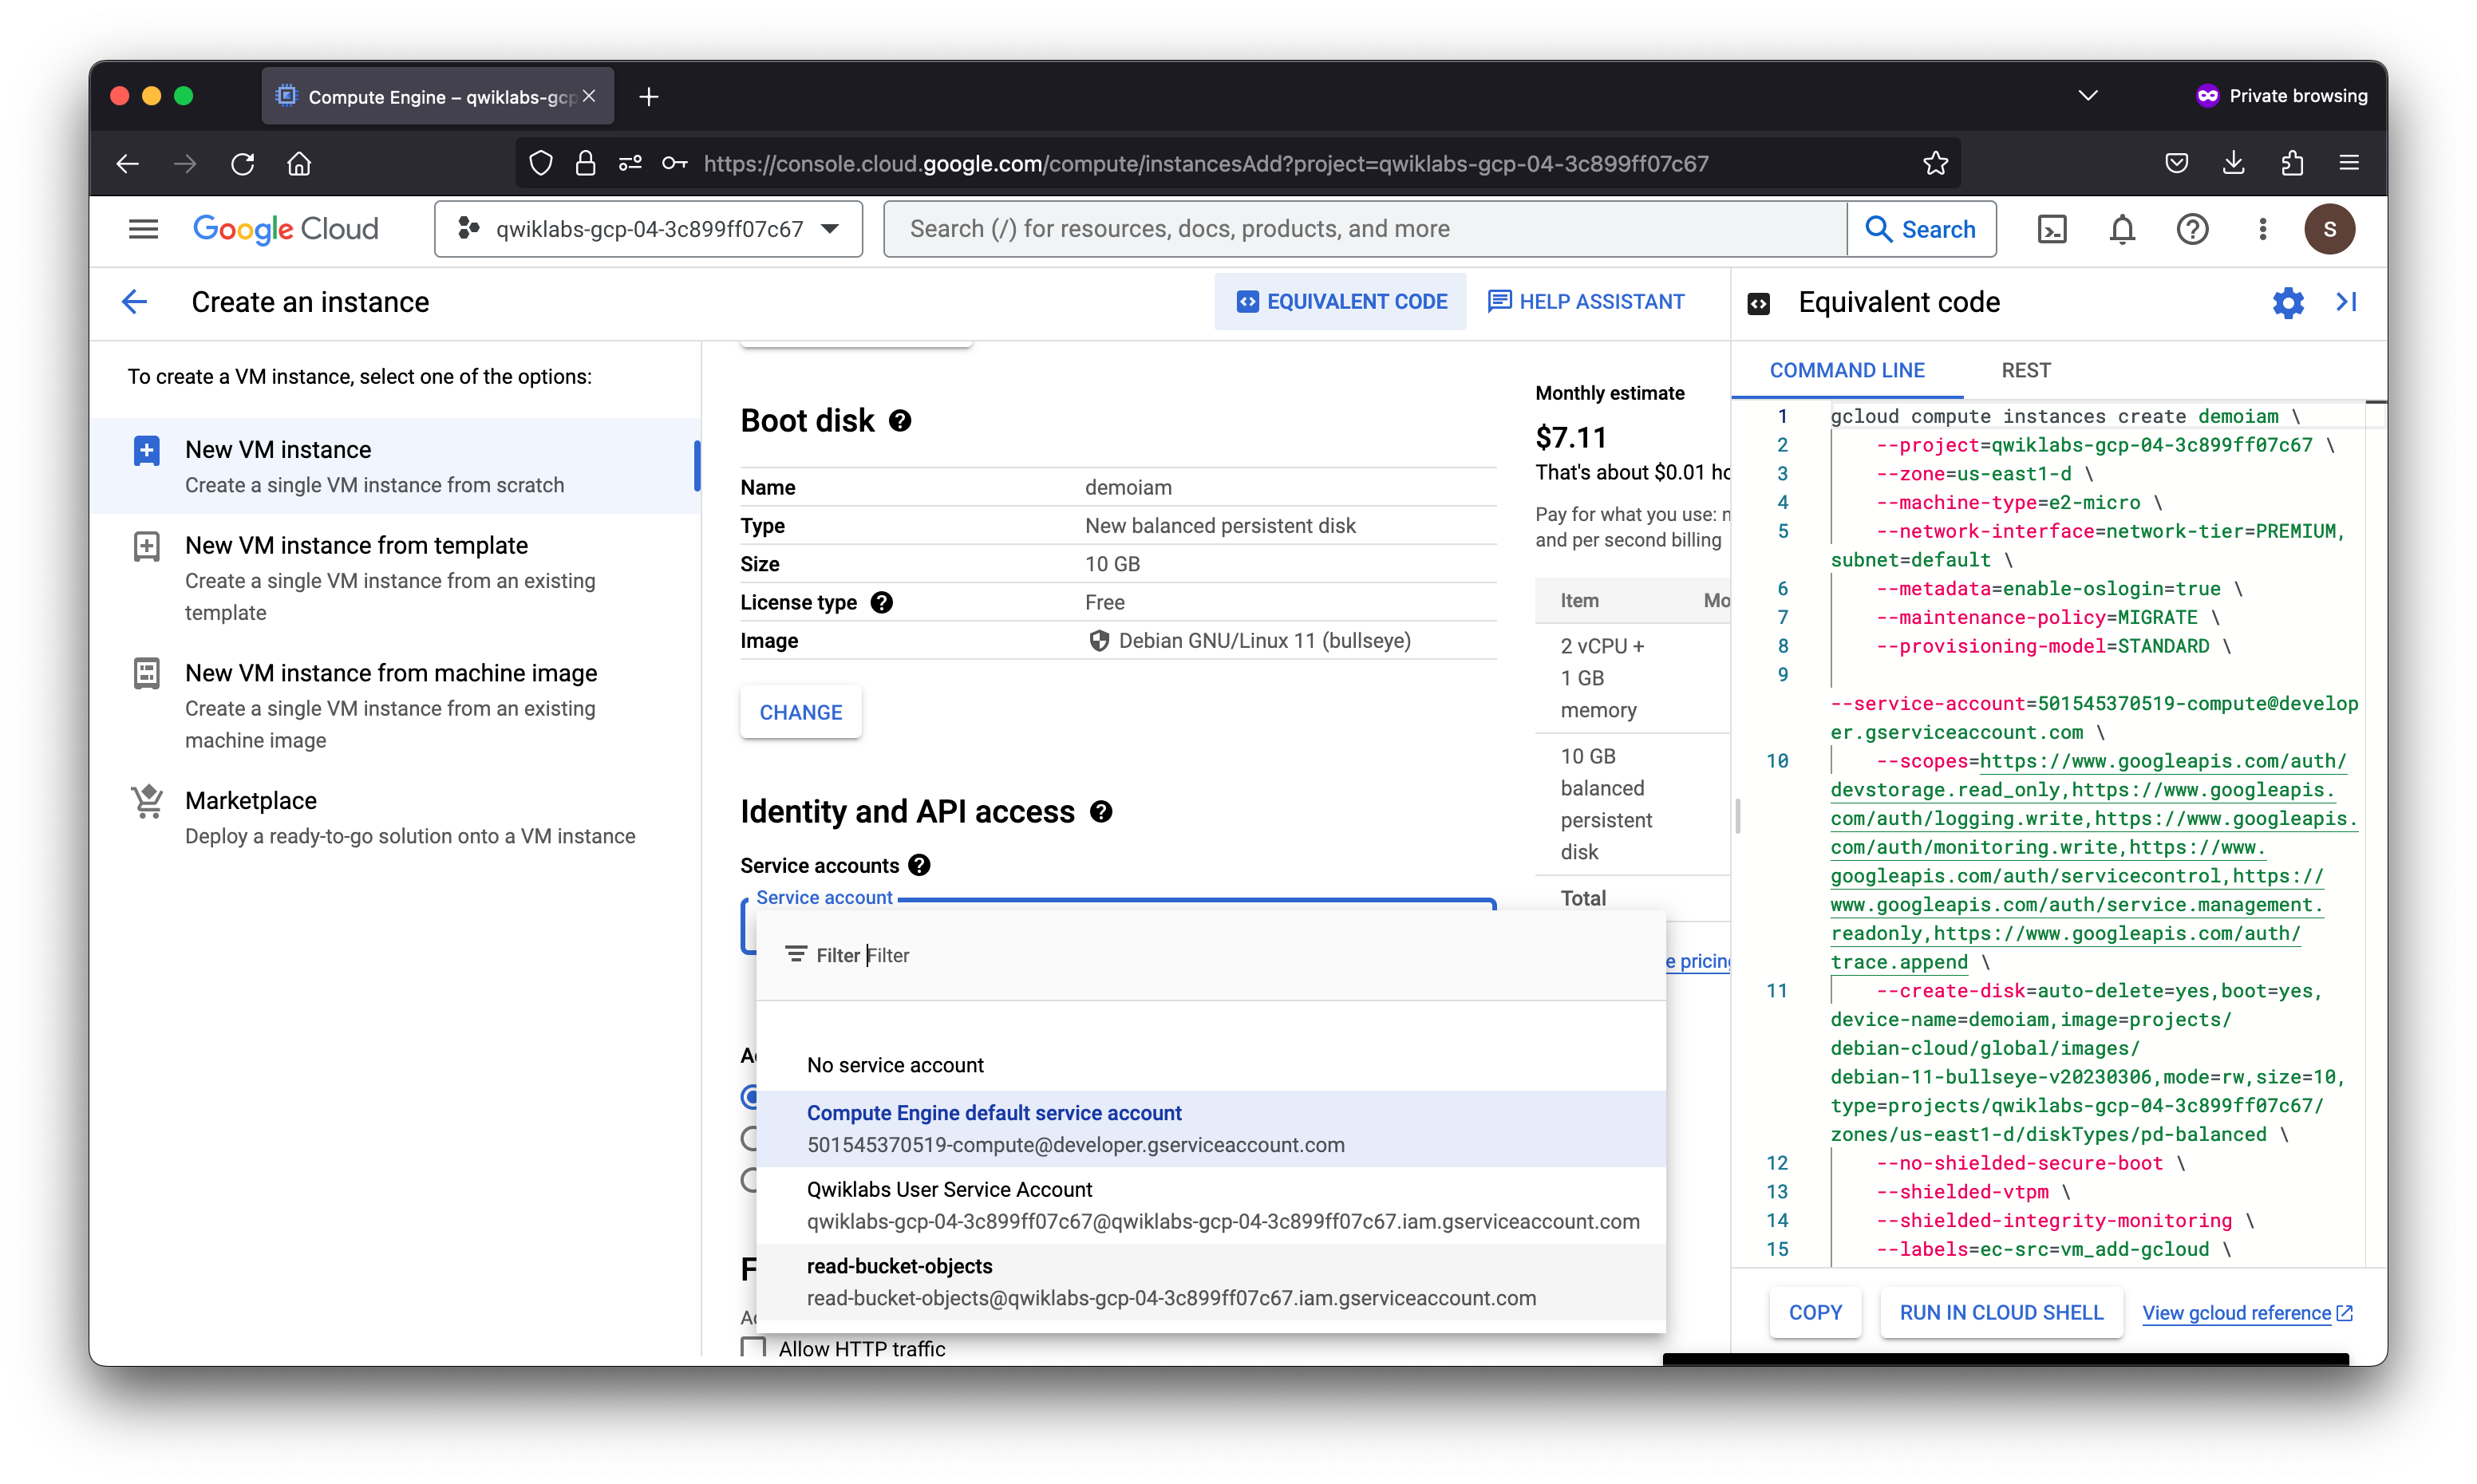 Compute Engine – qwiklabs-gcp
Private browsing
https://console.cloud.google.com/compute/instancesAdd?project=qwiklabs-gcp-04-3c899ff07c67
Google Cloud
qwiklabs-gcp-04-3c899ff07c67
Search (/) for resources, docs, products, and more
Search
S
Create an instance
EQUIVALENT CODE
HELP ASSISTANT
To create a VM instance, select one of the options:
New VM instance
Create a single VM instance from scratch
New VM instance from template
Create a single VM instance from an existing
template
New VM instance from machine image
Create a single VM instance from an existing
machine image
Marketplace
Deploy a ready-to-go solution onto a VM instance
Boot disk
Name demoiam
Type New balanced persistent disk
Size 10 GB
License type Free
Image Debian GNU/Linux 11 (bullseye)
CHANGE
Identity and API access
Service accounts
Service account
Filter Filter
No service account
Compute Engine default service account
501545370519-compute@developer.gserviceaccount.com
Qwiklabs User Service Account
qwiklabs-gcp-04-3c899ff07c67@qwiklabs-gcp-04-3c899ff07c67.iam.gserviceaccount.com
read-bucket-objects
read-bucket-objects@qwiklabs-gcp-04-3c899ff07c67.iam.gserviceaccount.com
Allow HTTP traffic
Monthly estimate
$7.11
That's about $0.01 ho
Pay for what you use: n
and per second billing
Item Mo
2 vCPU +
1 GB
memory
10 GB
balanced
persistent
disk
Total
e pricing
Equivalent code
COMMAND LINE
REST
1 gcloud compute instances create demoiam \
2 --project=qwiklabs-gcp-04-3c899ff07c67 \
3 --zone=us-east1-d \
4 --machine-type=e2-micro \
5 --network-interface=network-tier=PREMIUM,
subnet=default \
6 --metadata=enable-oslogin=true \
7 --maintenance-policy=MIGRATE \
8 --provisioning-model=STANDARD \
9
--service-account=501545370519-compute@develop
er.gserviceaccount.com \
10 --scopes=https://www.googleapis.com/auth/
devstorage.read_only,https://www.googleapis.
com/auth/logging.write,https://www.googleapis.
com/auth/monitoring.write,https://www.
googleapis.com/auth/servicecontrol,https://
www.googleapis.com/auth/service.management.
readonly,https://www.googleapis.com/auth/
trace.append \
11 --create-disk=auto-delete=yes,boot=yes,
device-name=demoiam,image=projects/
debian-cloud/global/images/
debian-11-bullseye-v20230306,mode=rw,size=10,
type=projects/qwiklabs-gcp-04-3c899ff07c67/
zones/us-east1-d/diskTypes/pd-balanced \
12 --no-shielded-secure-boot \
13 --shielded-vtpm \
14 --shielded-integrity-monitoring \
15 --labels=ec-src=vm_add-gcloud \
COPY
RUN IN CLOUD SHELL
View gcloud reference